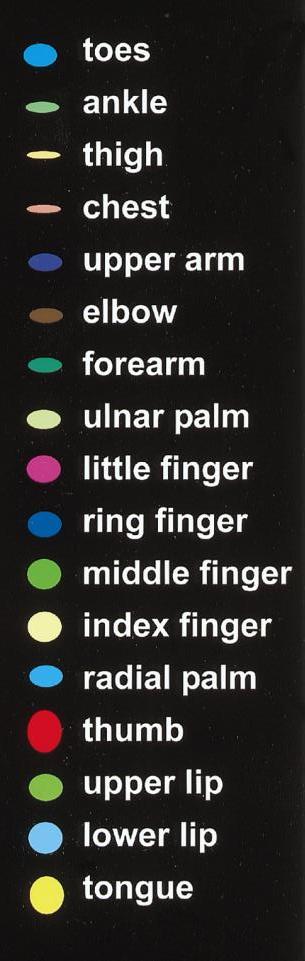 toes
ankle
thigh
chest
upper arm
elbow
forearm
ulnar palm
little finger
ring finger
middle finger
index finger
radial palm
thumb
upper lip
lower lip
tongue